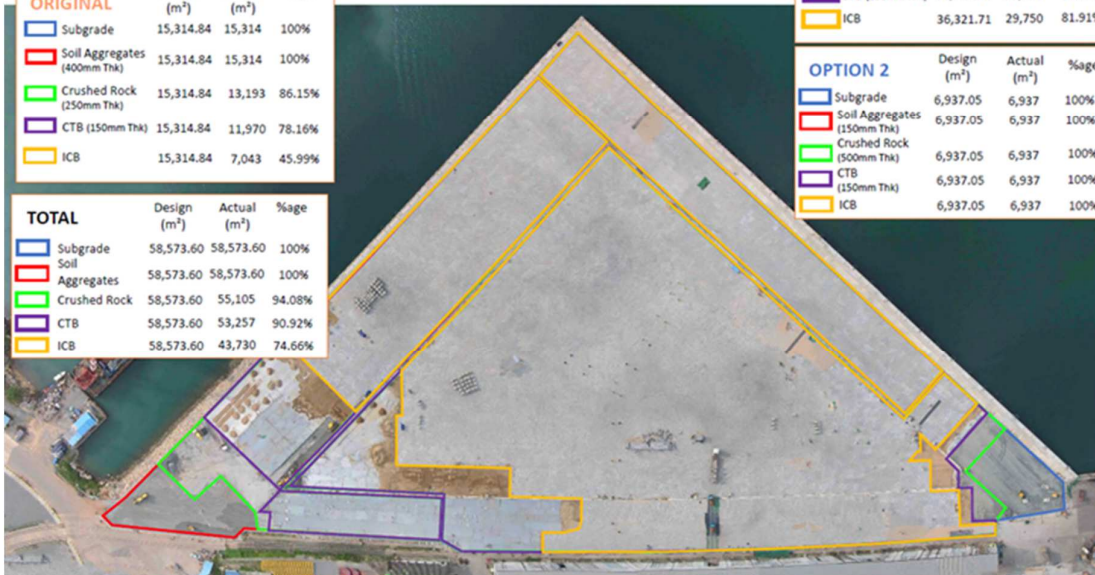 ORIGINAL
(m²) (m²)
Subgrade 15,314.84 15,314 100%
Soil Aggregates (400mm Thk) 15,314.84 15,314 100%
Crushed Rock (250mm Thk) 15,314.84 13,193 86.15%
CTB (150mm Thk) 15,314.84 11,970 78.16%
ICB 15,314.84 7,043 45.99%
TOTAL Design (m²) Actual (m²) %age
Subgrade 58,573.60 58,573.60 100%
Soil Aggregates 58,573.60 58,573.60 100%
Crushed Rock 58,573.60 55,105 94.08%
CTB 58,573.60 53,257 90.92%
ICB 58,573.60 43,730 74.66%
ICB 36,321.71 29,750 81.91%
OPTION 2 Design (m²) Actual (m²) %age
Subgrade 6,937.05 6,937 100%
Soil Aggregates (150mm Thk) 6,937.05 6,937 100%
Crushed Rock (500mm Thk) 6,937.05 6,937 100%
CTB (150mm Thk) 6,937.05 6,937 100%
ICB 6,937.05 6,937 100%